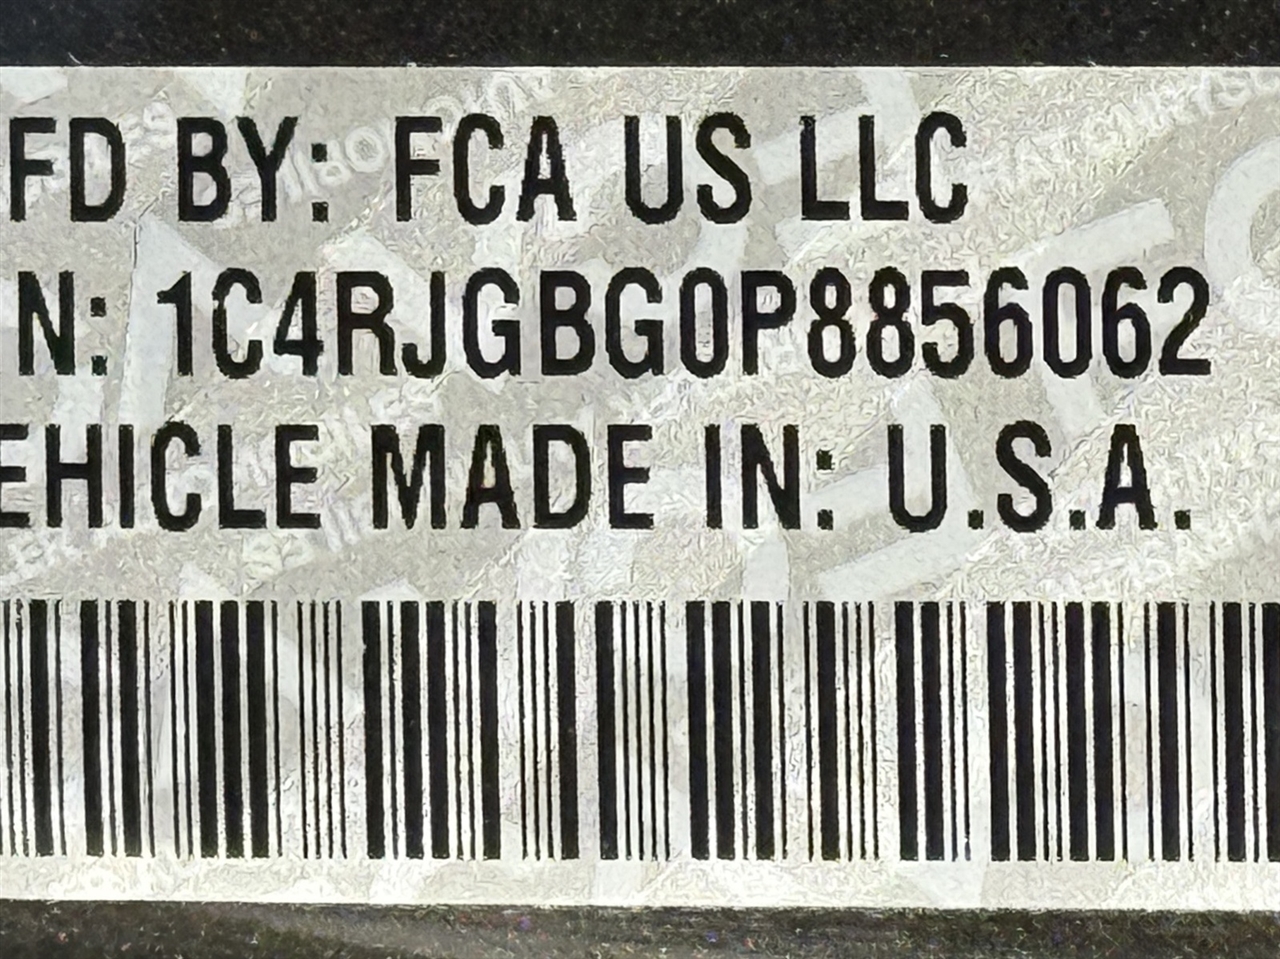 FD BY: FCA US LLC
N: 1C4RJGBG0P8856062
EHICLE MADE IN: U.S.A.